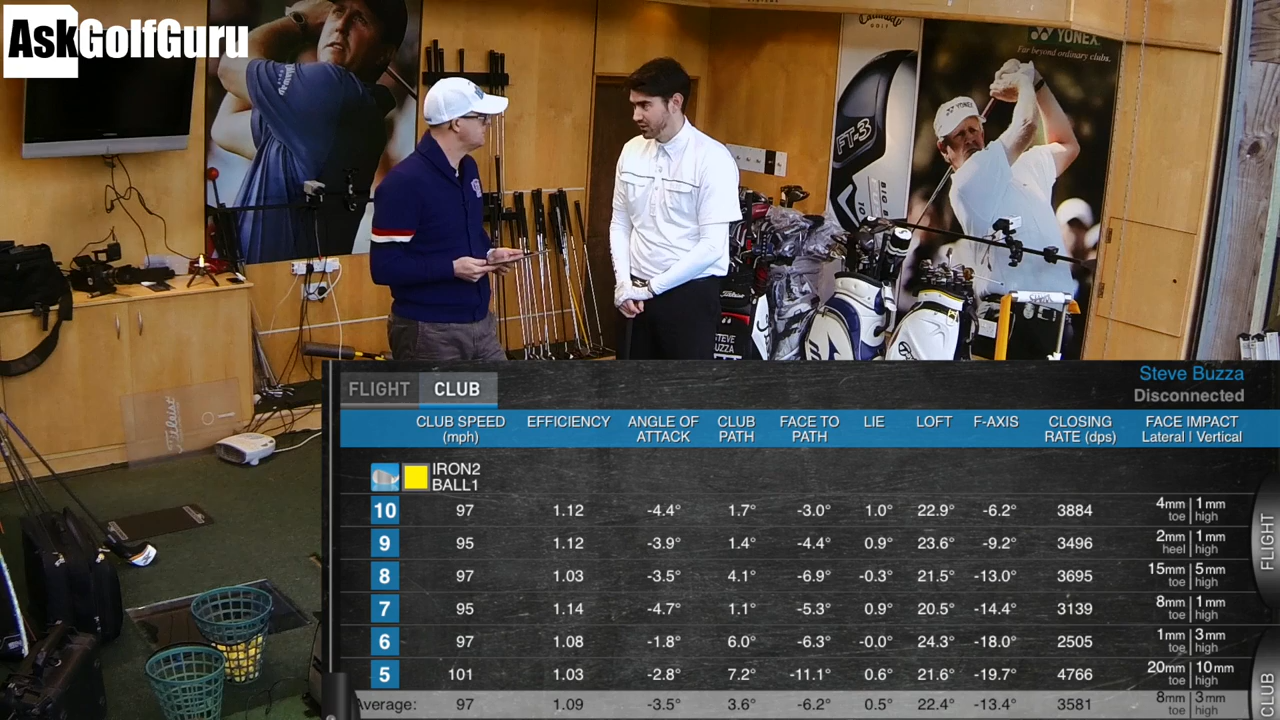 AskGolfGuru
Callaway
GOLF
YONEX
Far beyond ordinary clubs.
YONEX
FT-3
Titleist
STEVE
BUZZA
FLIGHT CLUB
Steve Buzza
Disconnected
CLUB SPEED (mph) EFFICIENCY ANGLE OF ATTACK CLUB PATH FACE TO PATH LIE LOFT F-AXIS CLOSING RATE (dps) FACE IMPACT Lateral | Vertical
IRON2
BALL1
10 97 1.12 -4.4° 1.7° -3.0° 1.0° 22.9° -6.2° 3884 4mm toe | 1mm high
9 95 1.12 -3.9° 1.4° -4.4° 0.9° 23.6° -9.2° 3496 2mm heel | 1mm high
8 97 1.03 -3.5° 4.1° -6.9° -0.3° 21.5° -13.0° 3695 15mm toe | 5mm high
7 95 1.14 -4.7° 1.1° -5.3° 0.9° 20.5° -14.4° 3139 8mm toe | 1mm high
6 97 1.08 -1.8° 6.0° -6.3° -0.0° 24.3° -18.0° 2505 1mm toe | 3mm high
5 101 1.03 -2.8° 7.2° -11.1° 0.6° 21.6° -19.7° 4766 20mm toe | 10mm high
Average: 97 1.09 -3.5° 3.6° -6.2° 0.5° 22.4° -13.4° 3581 8mm toe | 3mm high
FLIGHT
CLUB